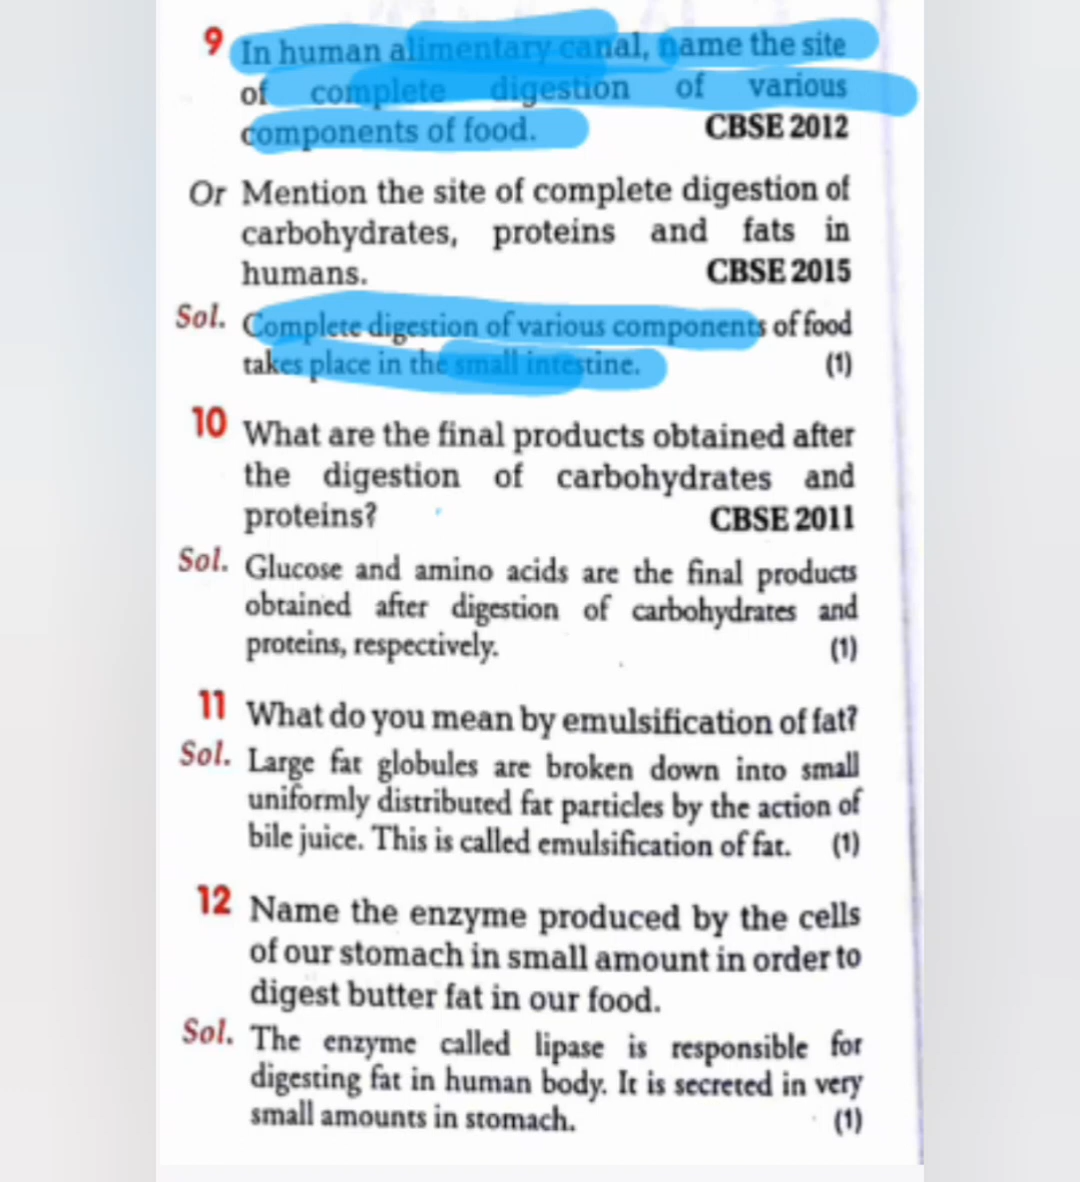 9 In human alimentary canal, name the site
of complete digestion of various
components of food. CBSE 2012
Or Mention the site of complete digestion of
carbohydrates, proteins and fats in
humans. CBSE 2015
Sol. Complete digestion of various components of food
takes place in the small intestine. (1)
10 What are the final products obtained after
the digestion of carbohydrates and
proteins? CBSE 2011
Sol. Glucose and amino acids are the final products
obtained after digestion of carbohydrates and
proteins, respectively. (1)
11 What do you mean by emulsification of fat?
Sol. Large fat globules are broken down into small
uniformly distributed fat particles by the action of
bile juice. This is called emulsification of fat. (1)
12 Name the enzyme produced by the cells
of our stomach in small amount in order to
digest butter fat in our food.
Sol. The enzyme called lipase is responsible for
digesting fat in human body. It is secreted in very
small amounts in stomach. (1)